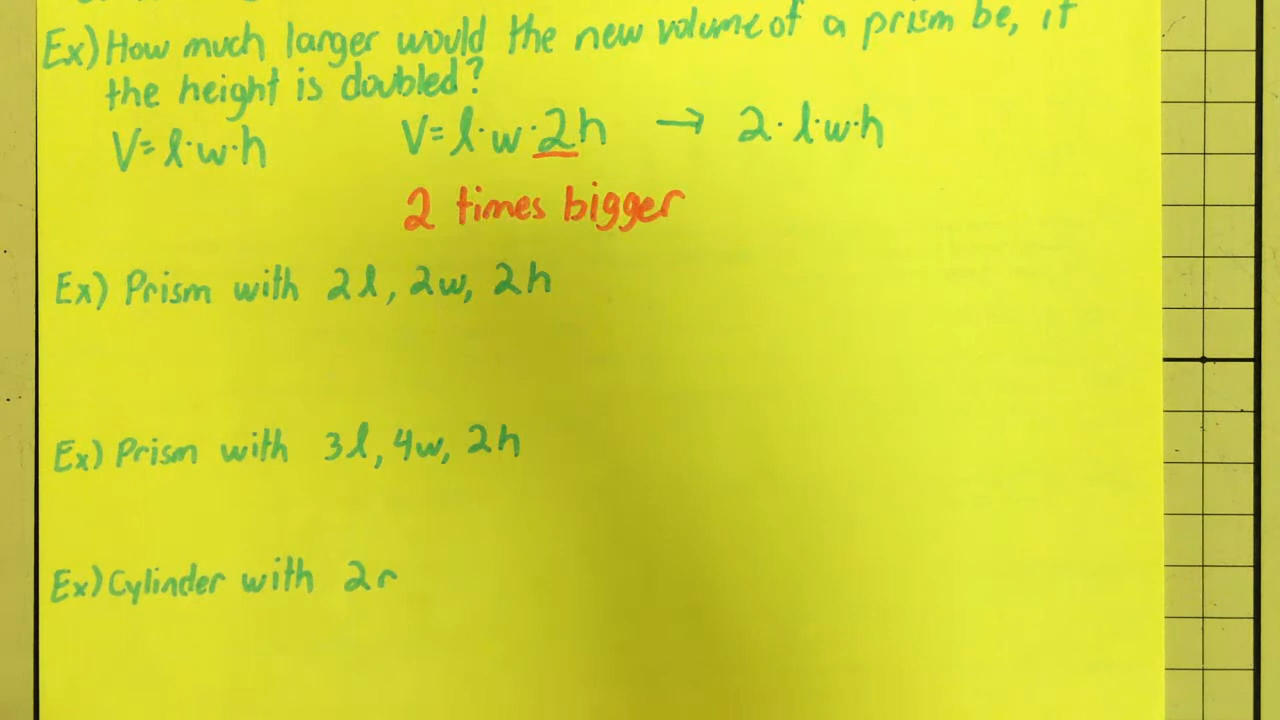 Ex) How much larger would the new volume of a prism be, if
the height is doubled?
V= l·w·h V= l·w·2h → 2·l·w·h
2 times bigger
Ex) Prism with 2l, 2w, 2h
Ex) Prism with 3l, 4w, 2h
Ex) Cylinder with 2r